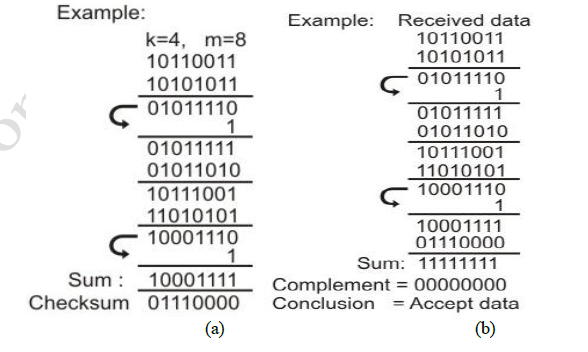 Example:
k=4, m=8
10110011
10101011
01011110
1
01011111
01011010
10111001
11010101
10001110
1
Sum : 10001111
Checksum 01110000
(a)
Example: Received data
10110011
10101011
01011110
1
01011111
01011010
10111001
11010101
10001110
1
10001111
01110000
Sum: 11111111
Complement = 00000000
Conclusion = Accept data
(b)